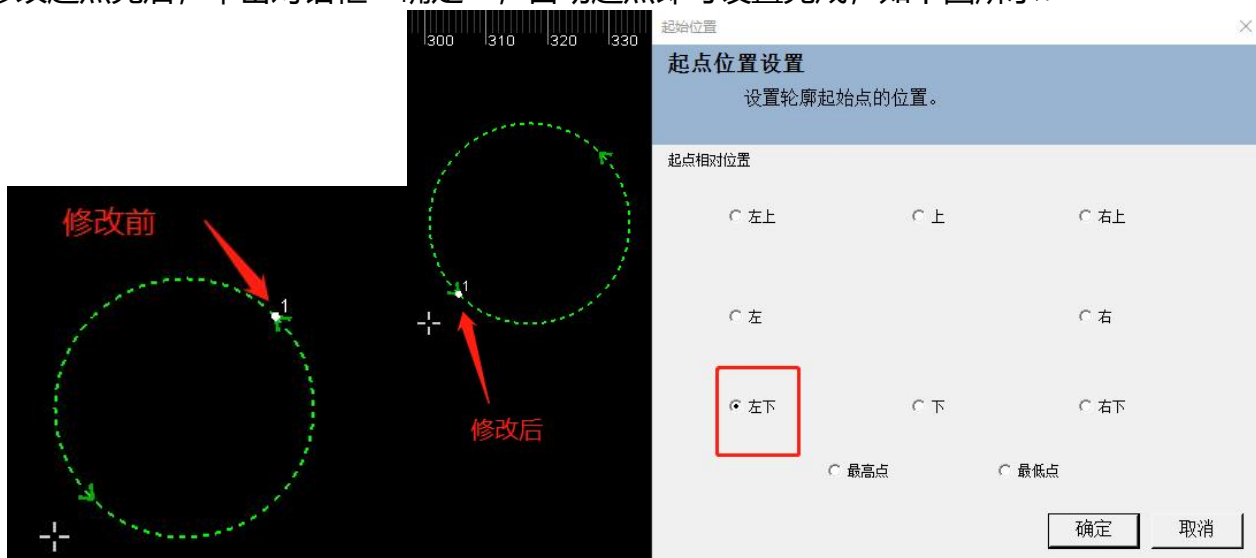 300 310 320 330
修改前
1
1
修改后
起始位置
起点位置设置
设置轮廓起始点的位置。
起点相对位置
左上 上 右上
左 右
左下 下 右下
最高点 最低点
确定 取消